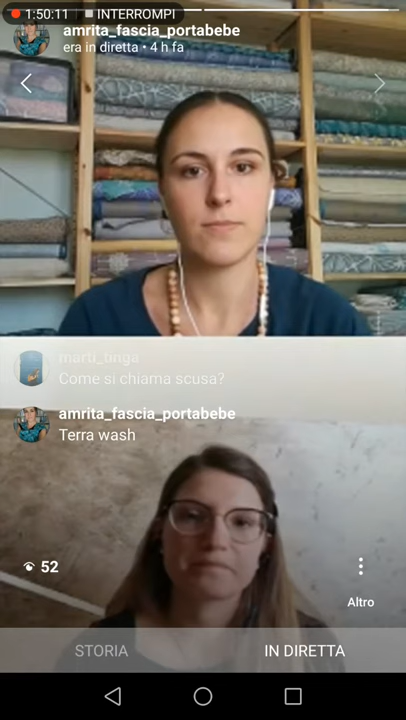 1:50:11 INTERROMPI
amrita_fascia_portabebe
era in diretta • 4 h fa
Come si chiama scusa?
amrita_fascia_portabebe
Terra wash
52
Altro
STORIA
IN DIRETTA